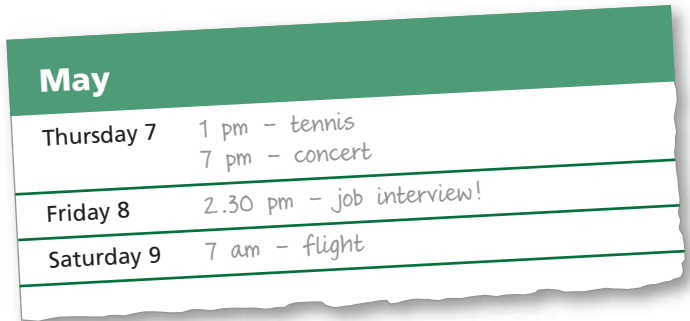 May
Thursday 7 1 pm – tennis
7 pm – concert
Friday 8 2.30 pm – job interview!
Saturday 9 7 am – flight